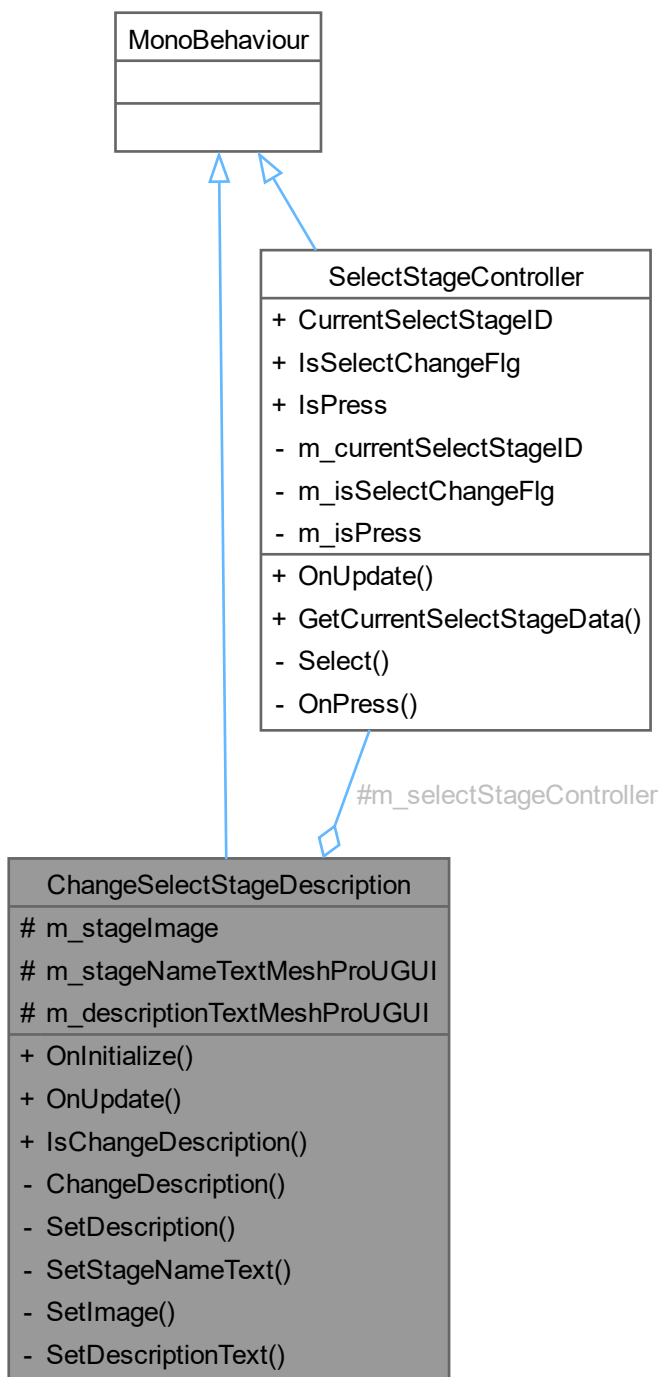 MonoBehaviour
SelectStageController
+ CurrentSelectStageID
+ IsSelectChangeFlg
+ IsPress
- m_currentSelectStageID
- m_isSelectChangeFlg
- m_isPress
+ OnUpdate()
+ GetCurrentSelectStageData()
- Select()
- OnPress()
#m_selectStageController
ChangeSelectStageDescription
# m_stageImage
# m_stageNameTextMeshProUGUI
# m_descriptionTextMeshProUGUI
+ OnInitialize()
+ OnUpdate()
+ IsChangeDescription()
- ChangeDescription()
- SetDescription()
- SetStageNameText()
- SetImage()
- SetDescriptionText()